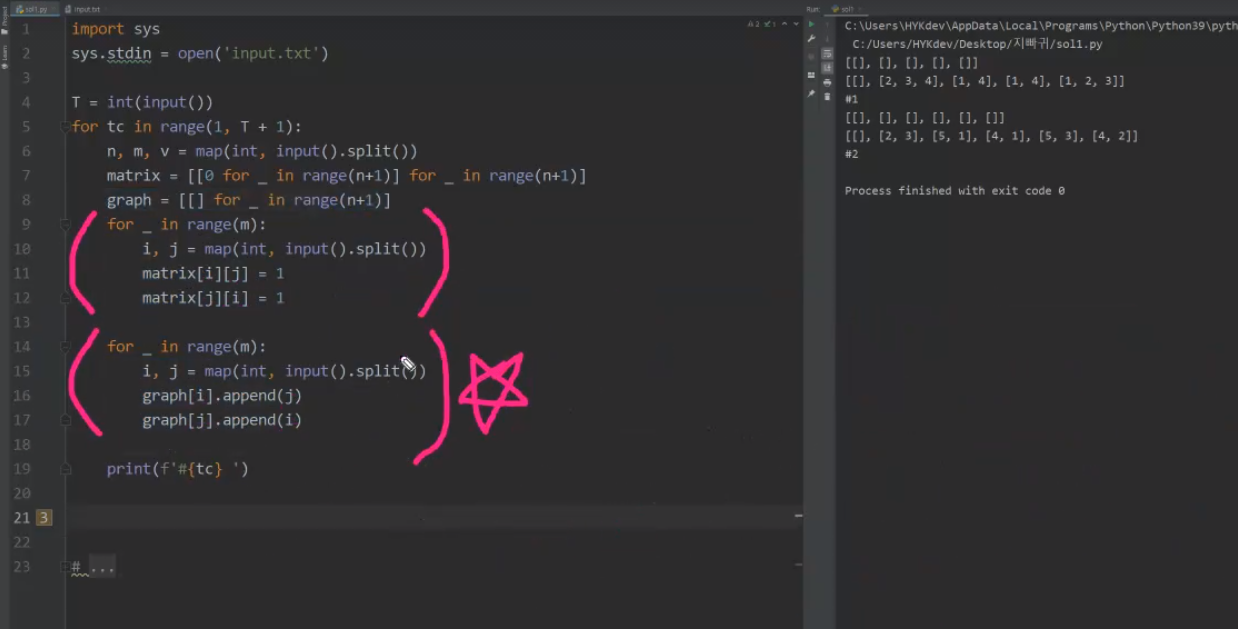 sol1.py
input.txt
Project
Learn
1 import sys
2 sys.stdin = open('input.txt')
3
4 T = int(input())
5 for tc in range(1, T + 1):
6 n, m, v = map(int, input().split())
7 matrix = [[0 for _ in range(n+1)] for _ in range(n+1)]
8 graph = [[] for _ in range(n+1)]
9 for _ in range(m):
10 i, j = map(int, input().split())
11 matrix[i][j] = 1
12 matrix[j][i] = 1
13
14 for _ in range(m):
15 i, j = map(int, input().split())
16 graph[i].append(j)
17 graph[j].append(i)
18
19 print(f'#{tc} ')
20
21 3
22
23 # ...
2 1
Run: sol1
C:\Users\HYKdev\AppData\Local\Programs\Python\Python39\pyth
C:/Users/HYKdev/Desktop/지빠귀/sol1.py
[[], [], [], [], []]
[[], [2, 3, 4], [1, 4], [1, 4], [1, 2, 3]]
#1
[[], [], [], [], [], []]
[[], [2, 3], [5, 1], [4, 1], [5, 3], [4, 2]]
#2
Process finished with exit code 0